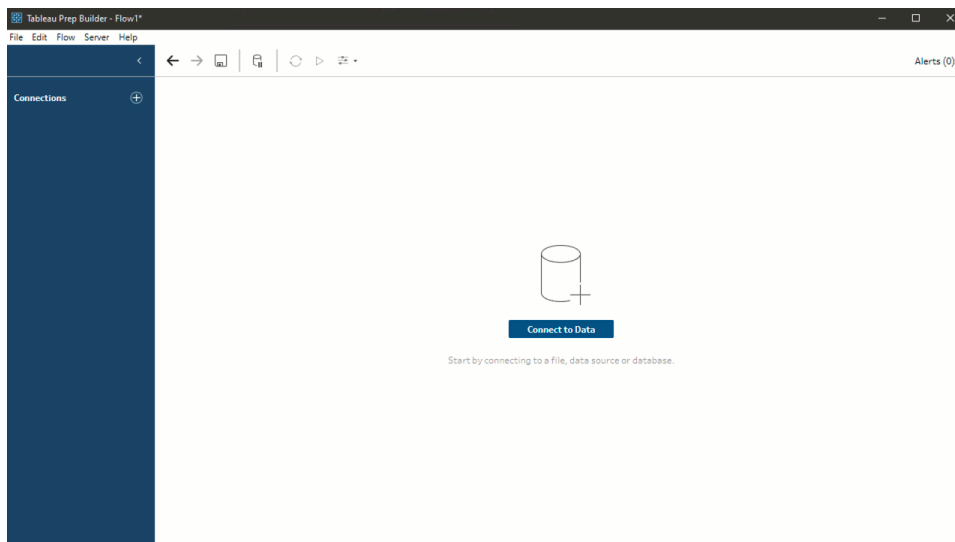 Tableau Prep Builder - Flow1*
File Edit Flow Server Help
Alerts (0)
Connections
Connect to Data
Start by connecting to a file, data source or database.